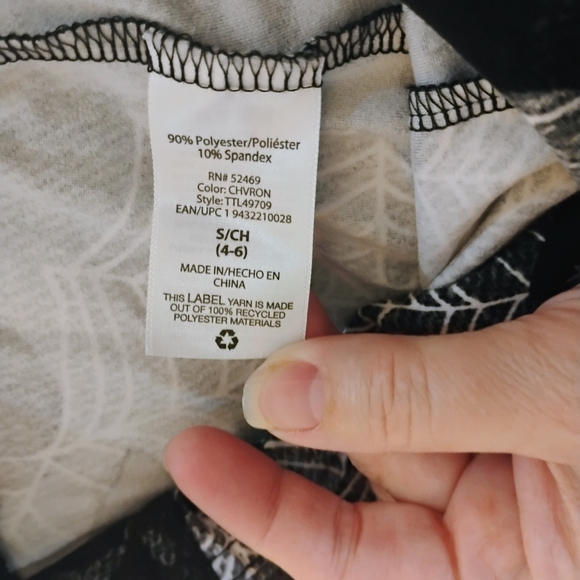 90% Polyester/Poliéster
10% Spandex
RN# 52469
Color: CHVRON
Style: TTL49709
EAN/UPC 1 9432210028
S/CH
(4-6)
MADE IN/HECHO EN
CHINA
THIS LABEL YARN IS MADE
OUT OF 100% RECYCLED
POLYESTER MATERIALS